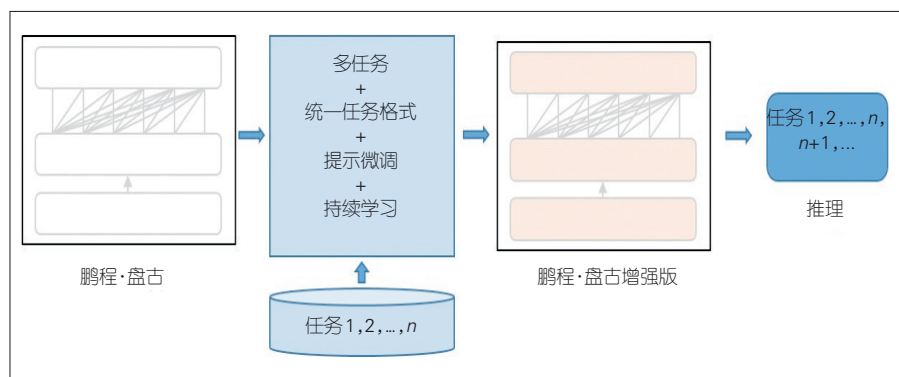 多任务
+
统一任务格式
+
提示微调
+
持续学习
任务1,2,…,n,
n+1,…
推理
鹏程·盘古
鹏程·盘古增强版
任务1,2,…,n